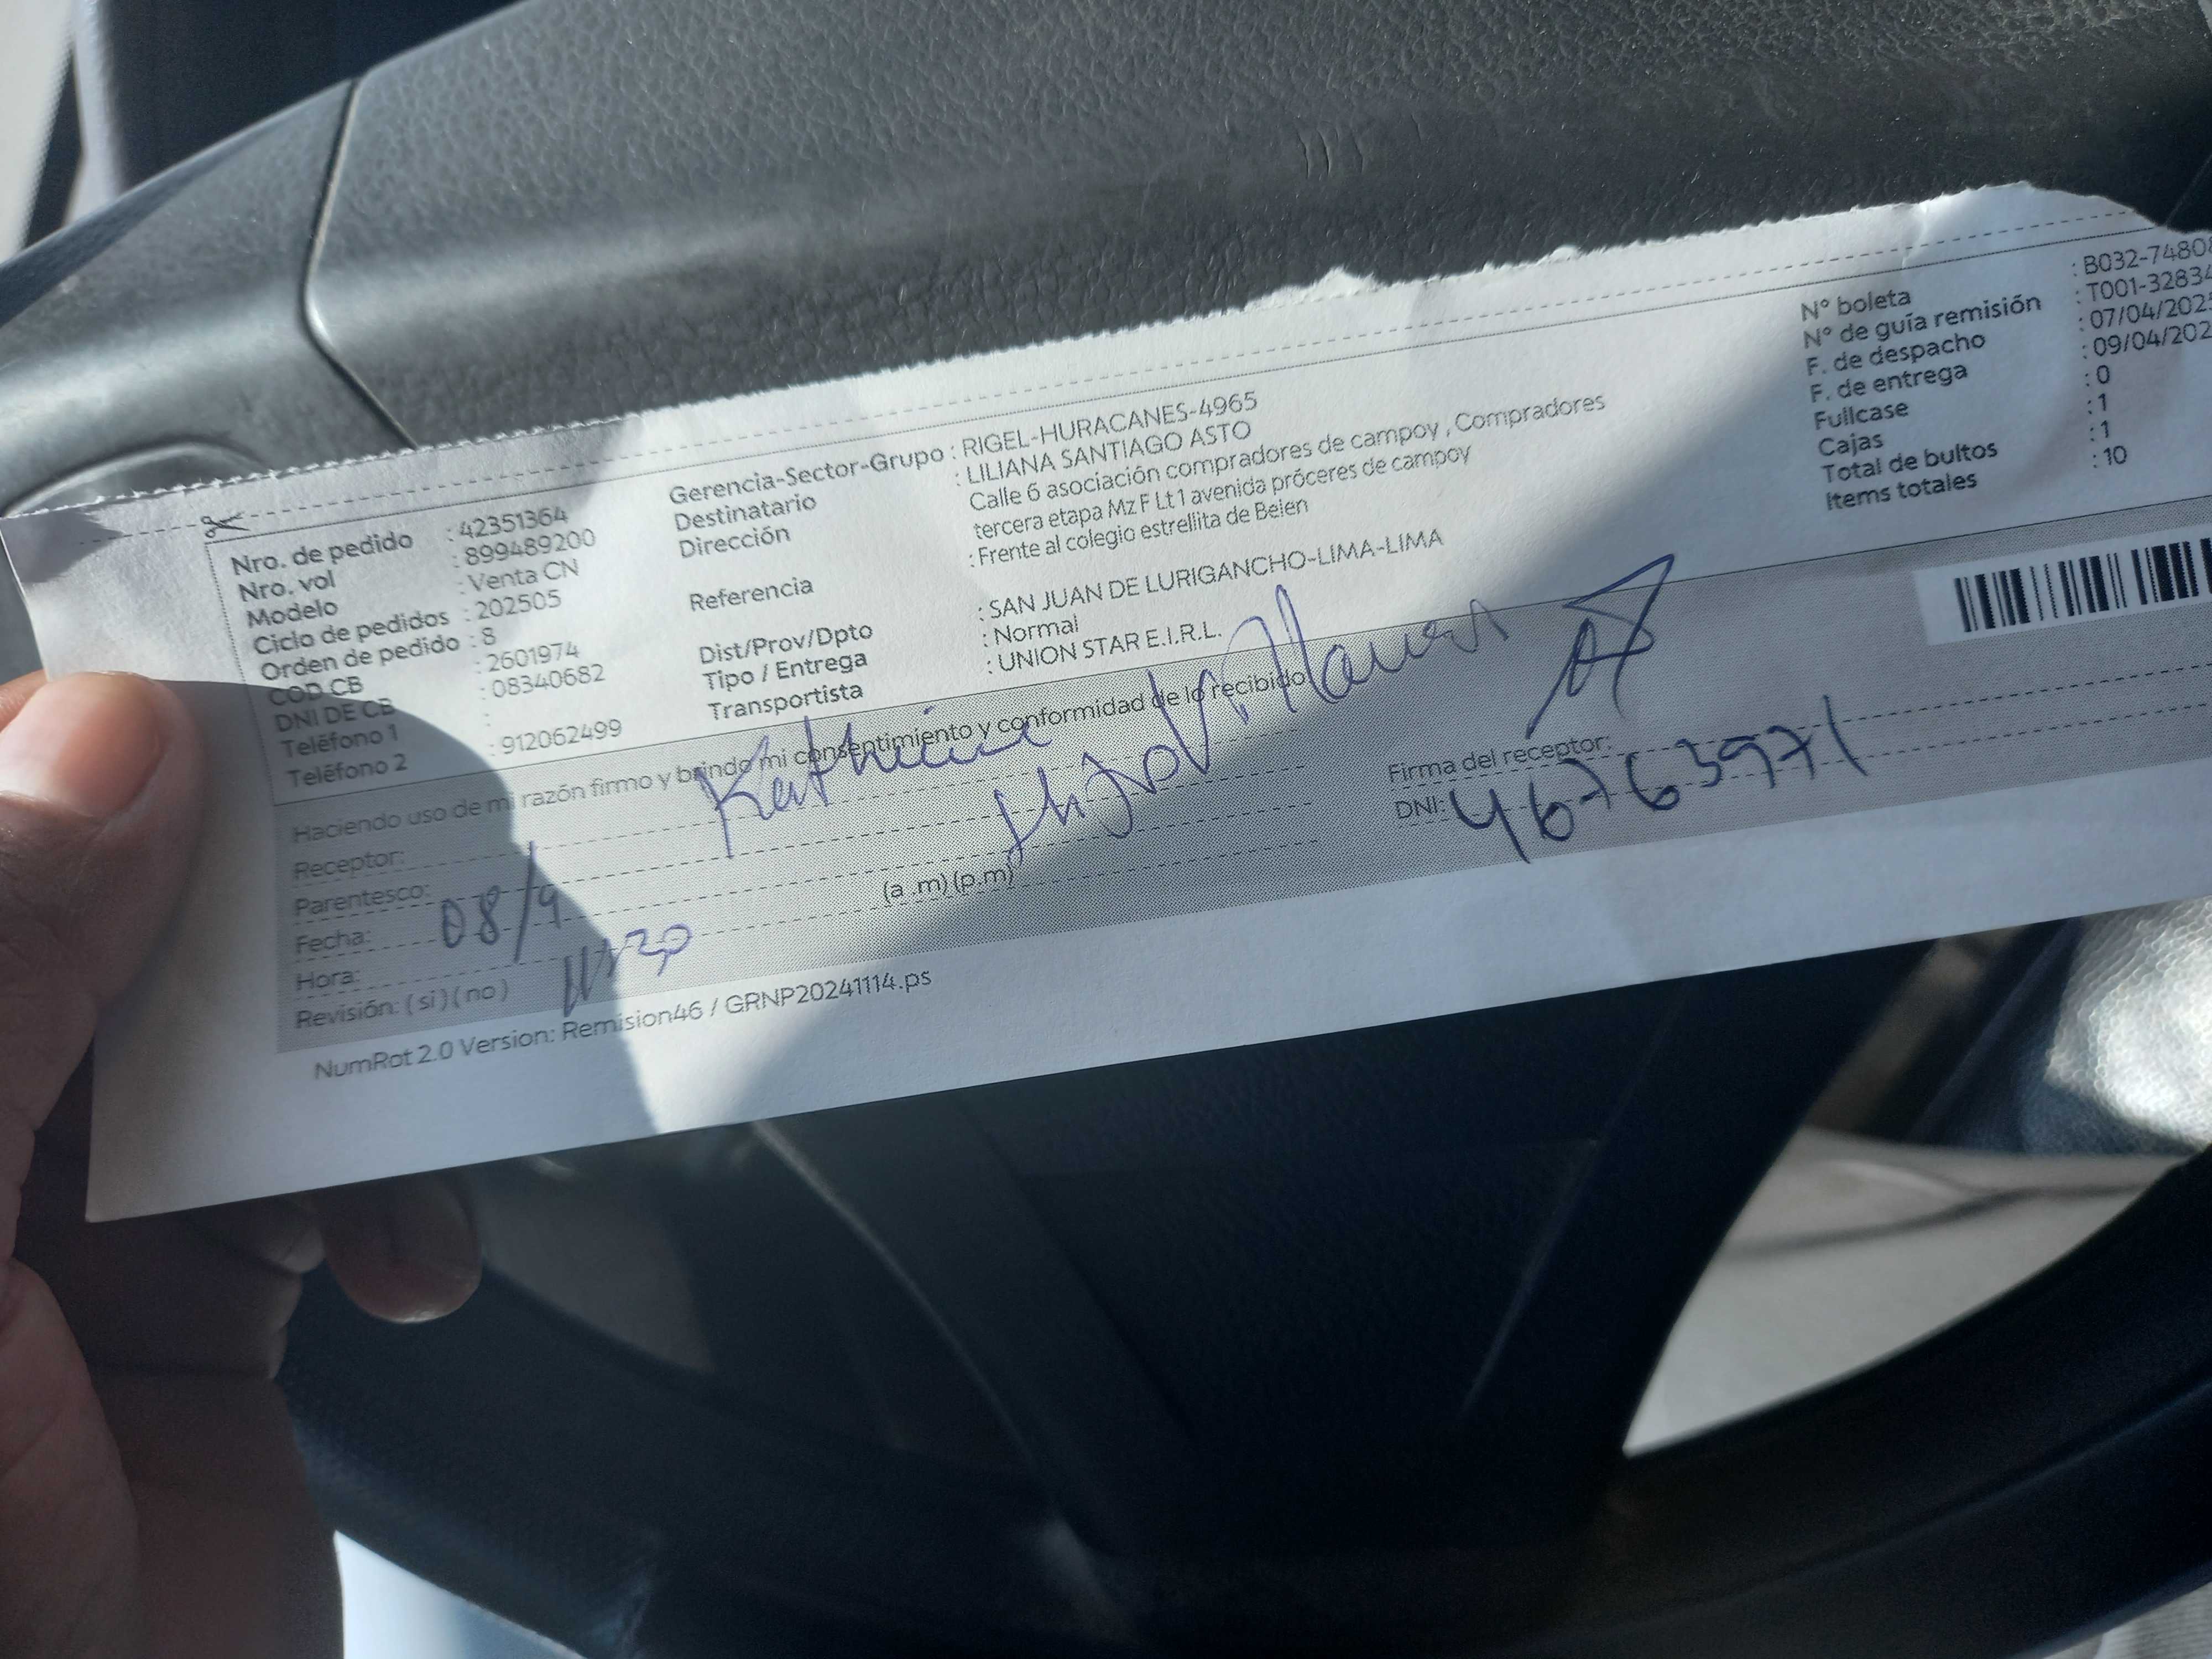 Nro. de pedido : 42351364
Nro. vol : 899489200
Modelo : Venta CN
Ciclo de pedidos : 202505
Orden de pedido : 8
COD CB : 2601974
DNI DE CB : 08340682
Teléfono 1 :
Teléfono 2 : 912062499
Gerencia-Sector-Grupo : RIGEL-HURACANES-4965
Destinatario : LILIANA SANTIAGO ASTO
Dirección : Calle 6 asociación compradores de campoy , Compradores
tercera etapa Mz F Lt 1 avenida próceres de campoy
Referencia : Frente al colegio estrellita de Belen
Dist/Prov/Dpto : SAN JUAN DE LURIGANCHO-LIMA-LIMA
Tipo / Entrega : Normal
Transportista : UNION STAR E.I.R.L.
N° boleta : B032-7480
N° de guía remisión : T001-3283
F. de despacho : 07/04/202
F. de entrega : 09/04/202
Fullcase : 0
Cajas : 1
Total de bultos : 1
Items totales : 10
Haciendo uso de mi razón firmo y brindo mi consentimiento y conformidad de lo recibido
Receptor: Katherine
Parentesco:
Fecha: 08/4
Hora: (a .m) (p.m)
Revisión: (si) (no)
Firma del receptor:
DNI: 46763971
NumRot 2.0 Version: Remision46 / GRNP20241114.ps